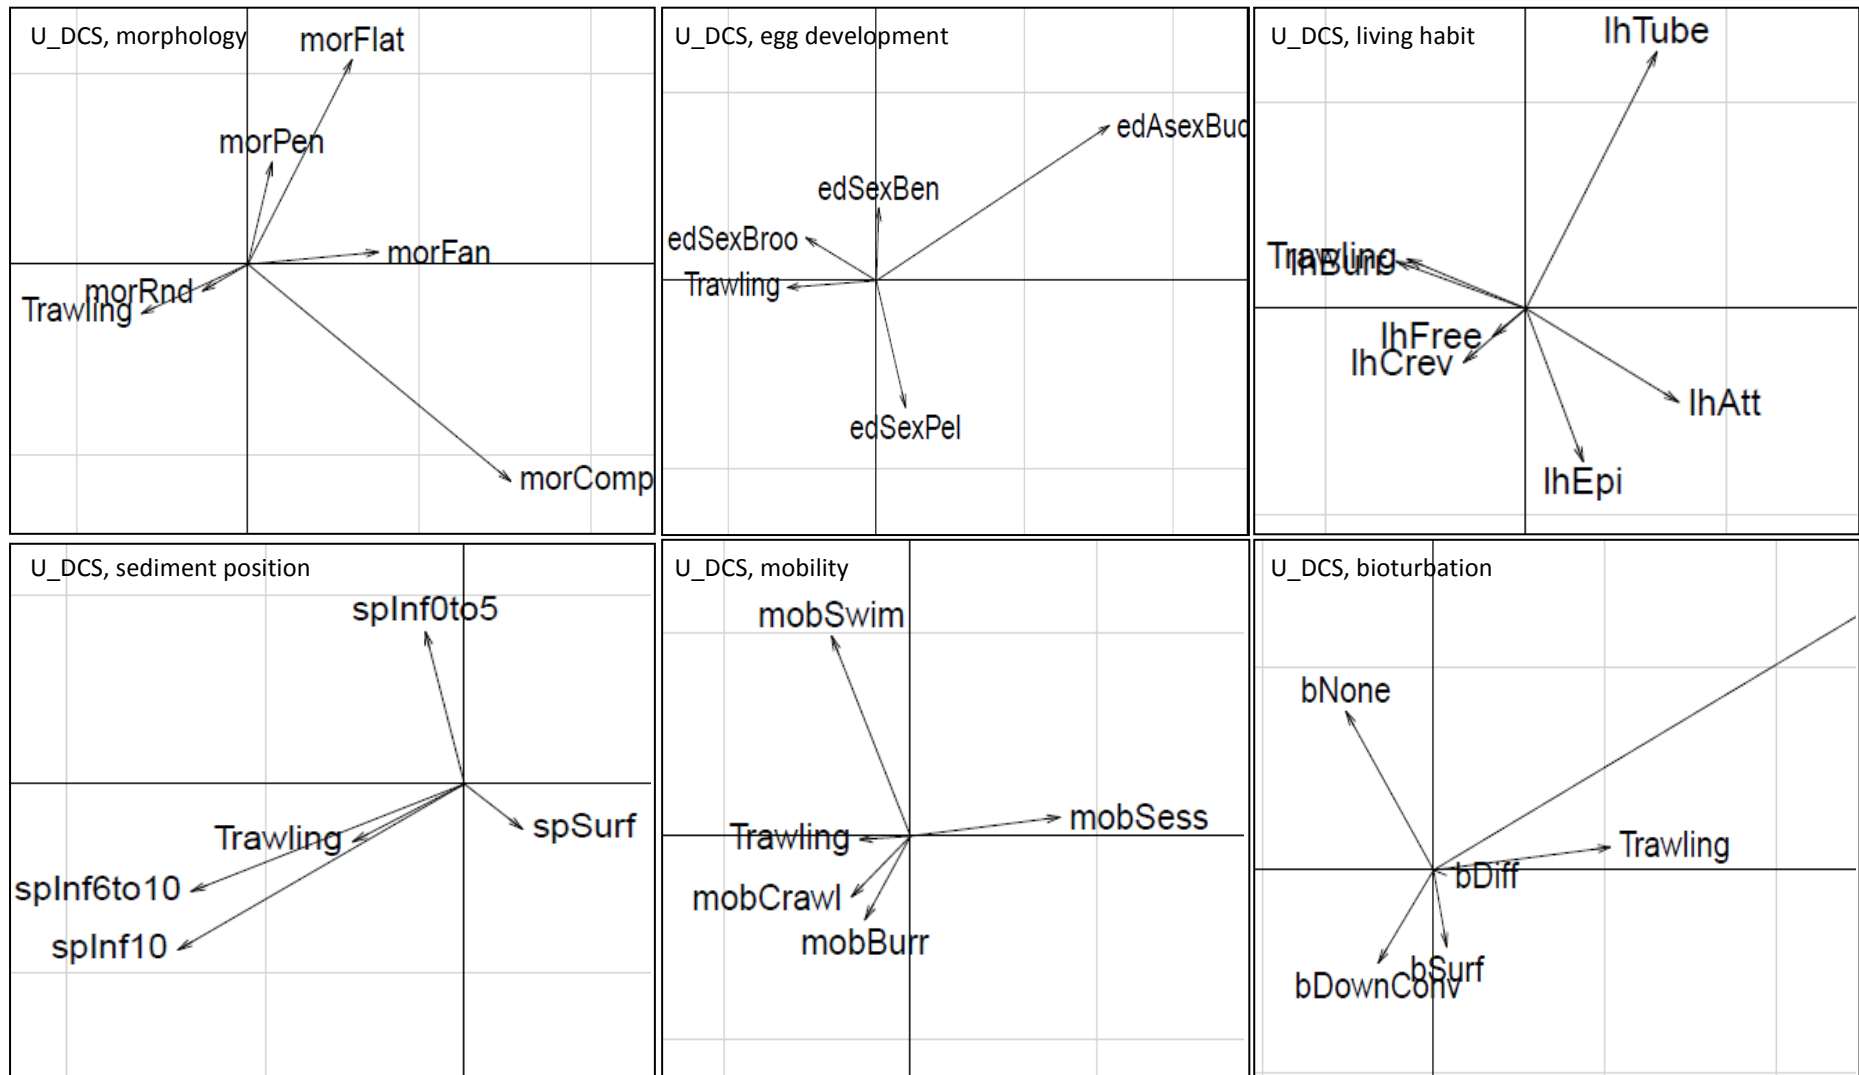 U_DCS, morphology
morFlat
morPen
morFan
morRnd
Trawling
morComp
U_DCS, egg development
edAsexBud
edSexBen
edSexBroo
Trawling
edSexPel
U_DCS, living habit
lhTube
Trawling
lhBurr
lhFree
lhCrev
lhAtt
lhEpi
U_DCS, sediment position
spInf0to5
Trawling
spSurf
spInf6to10
spInf10
U_DCS, mobility
mobSwim
mobSess
Trawling
mobCrawl
mobBurr
U_DCS, bioturbation
bNone
Trawling
bDiff
bSurf
bDownConv